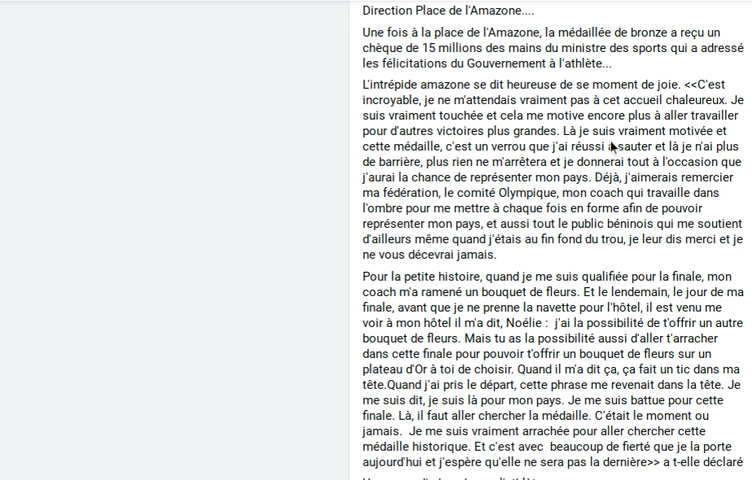 Direction Place de l'Amazone....
Une fois à la place de l'Amazone, la médaillée de bronze a reçu un
chèque de 15 millions des mains du ministre des sports qui a adressé
les félicitations du Gouvernement à l'athlète...
L'intrépide amazone se dit heureuse de se moment de joie. <<C'est
incroyable, je ne m'attendais vraiment pas à cet accueil chaleureux. Je
suis vraiment touchée et cela me motive encore plus à aller travailler
pour d'autres victoires plus grandes. Là je suis vraiment motivée et
cette médaille, c'est un verrou que j'ai réussi à sauter et là je n'ai plus
de barrière, plus rien ne m'arrêtera et je donnerai tout à l'occasion que
j'aurai la chance de représenter mon pays. Déjà, j'aimerais remercier
ma fédération, le comité Olympique, mon coach qui travaille dans
l'ombre pour me mettre à chaque fois en forme afin de pouvoir
représenter mon pays, et aussi tout le public béninois qui me soutient
d'ailleurs même quand j'étais au fin fond du trou, je leur dis merci et je
ne vous décevrai jamais.
Pour la petite histoire, quand je me suis qualifiée pour la finale, mon
coach m'a ramené un bouquet de fleurs. Et le lendemain, le jour de ma
finale, avant que je ne prenne la navette pour l'hôtel, il est venu me
voir à mon hôtel il m'a dit, Noélie :  j'ai la possibilité de t'offrir un autre
bouquet de fleurs. Mais tu as la possibilité aussi d'aller t'arracher
dans cette finale pour pouvoir t'offrir un bouquet de fleurs sur un
plateau d'Or à toi de choisir. Quand il m'a dit ça, ça fait un tic dans ma
tête.Quand j'ai pris le départ, cette phrase me revenait dans la tête. Je
me suis dit, je suis là pour mon pays. Je me suis battue pour cette
finale. Là, il faut aller chercher la médaille. C'était le moment ou
jamais.  Je me suis vraiment arrachée pour aller chercher cette
médaille historique. Et c'est avec  beaucoup de fierté que je la porte
aujourd'hui et j'espère qu'elle ne sera pas la dernière>> a t-elle déclaré